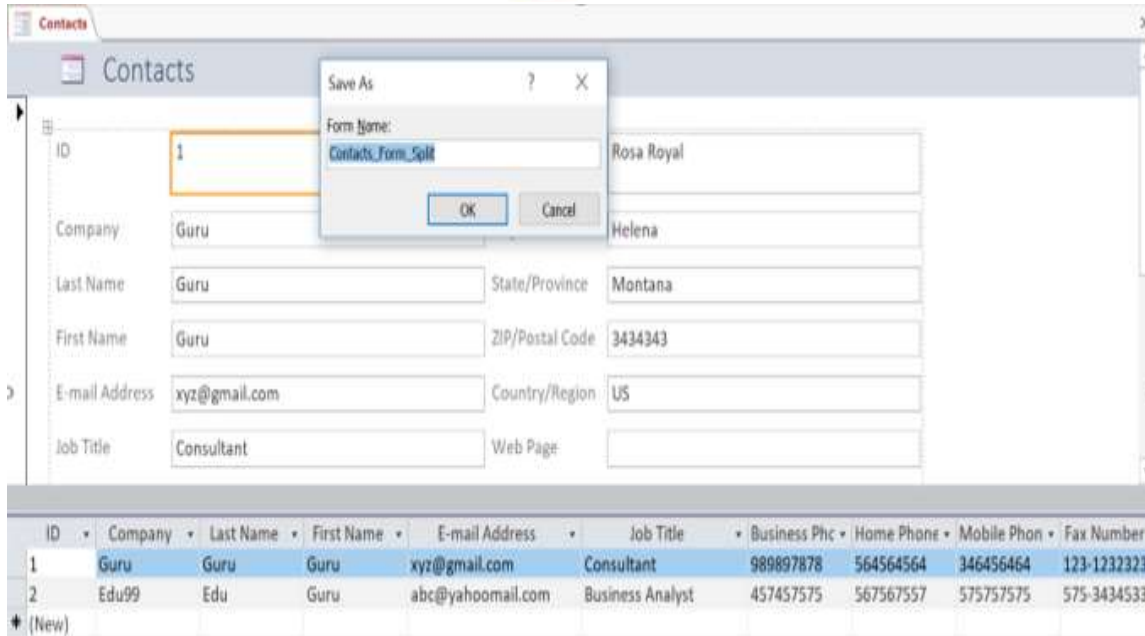 Contacts
Contacts
Save As ?
Form Name:
Contacts_Form_Split
OK Cancel
ID 1 Rosa Royal
Company Guru Helena
Last Name Guru State/Province Montana
First Name Guru ZIP/Postal Code 3434343
E-mail Address xyz@gmail.com Country/Region US
Job Title Consultant Web Page
ID Company Last Name First Name E-mail Address Job Title Business Phc Home Phone Mobile Phon Fax Number
1 Guru Guru Guru xyz@gmail.com Consultant 989897878 564564564 346456464 123-1232323
2 Edu99 Edu Guru abc@yahoomail.com Business Analyst 457457575 567567557 575757575 575-3434533
(New)